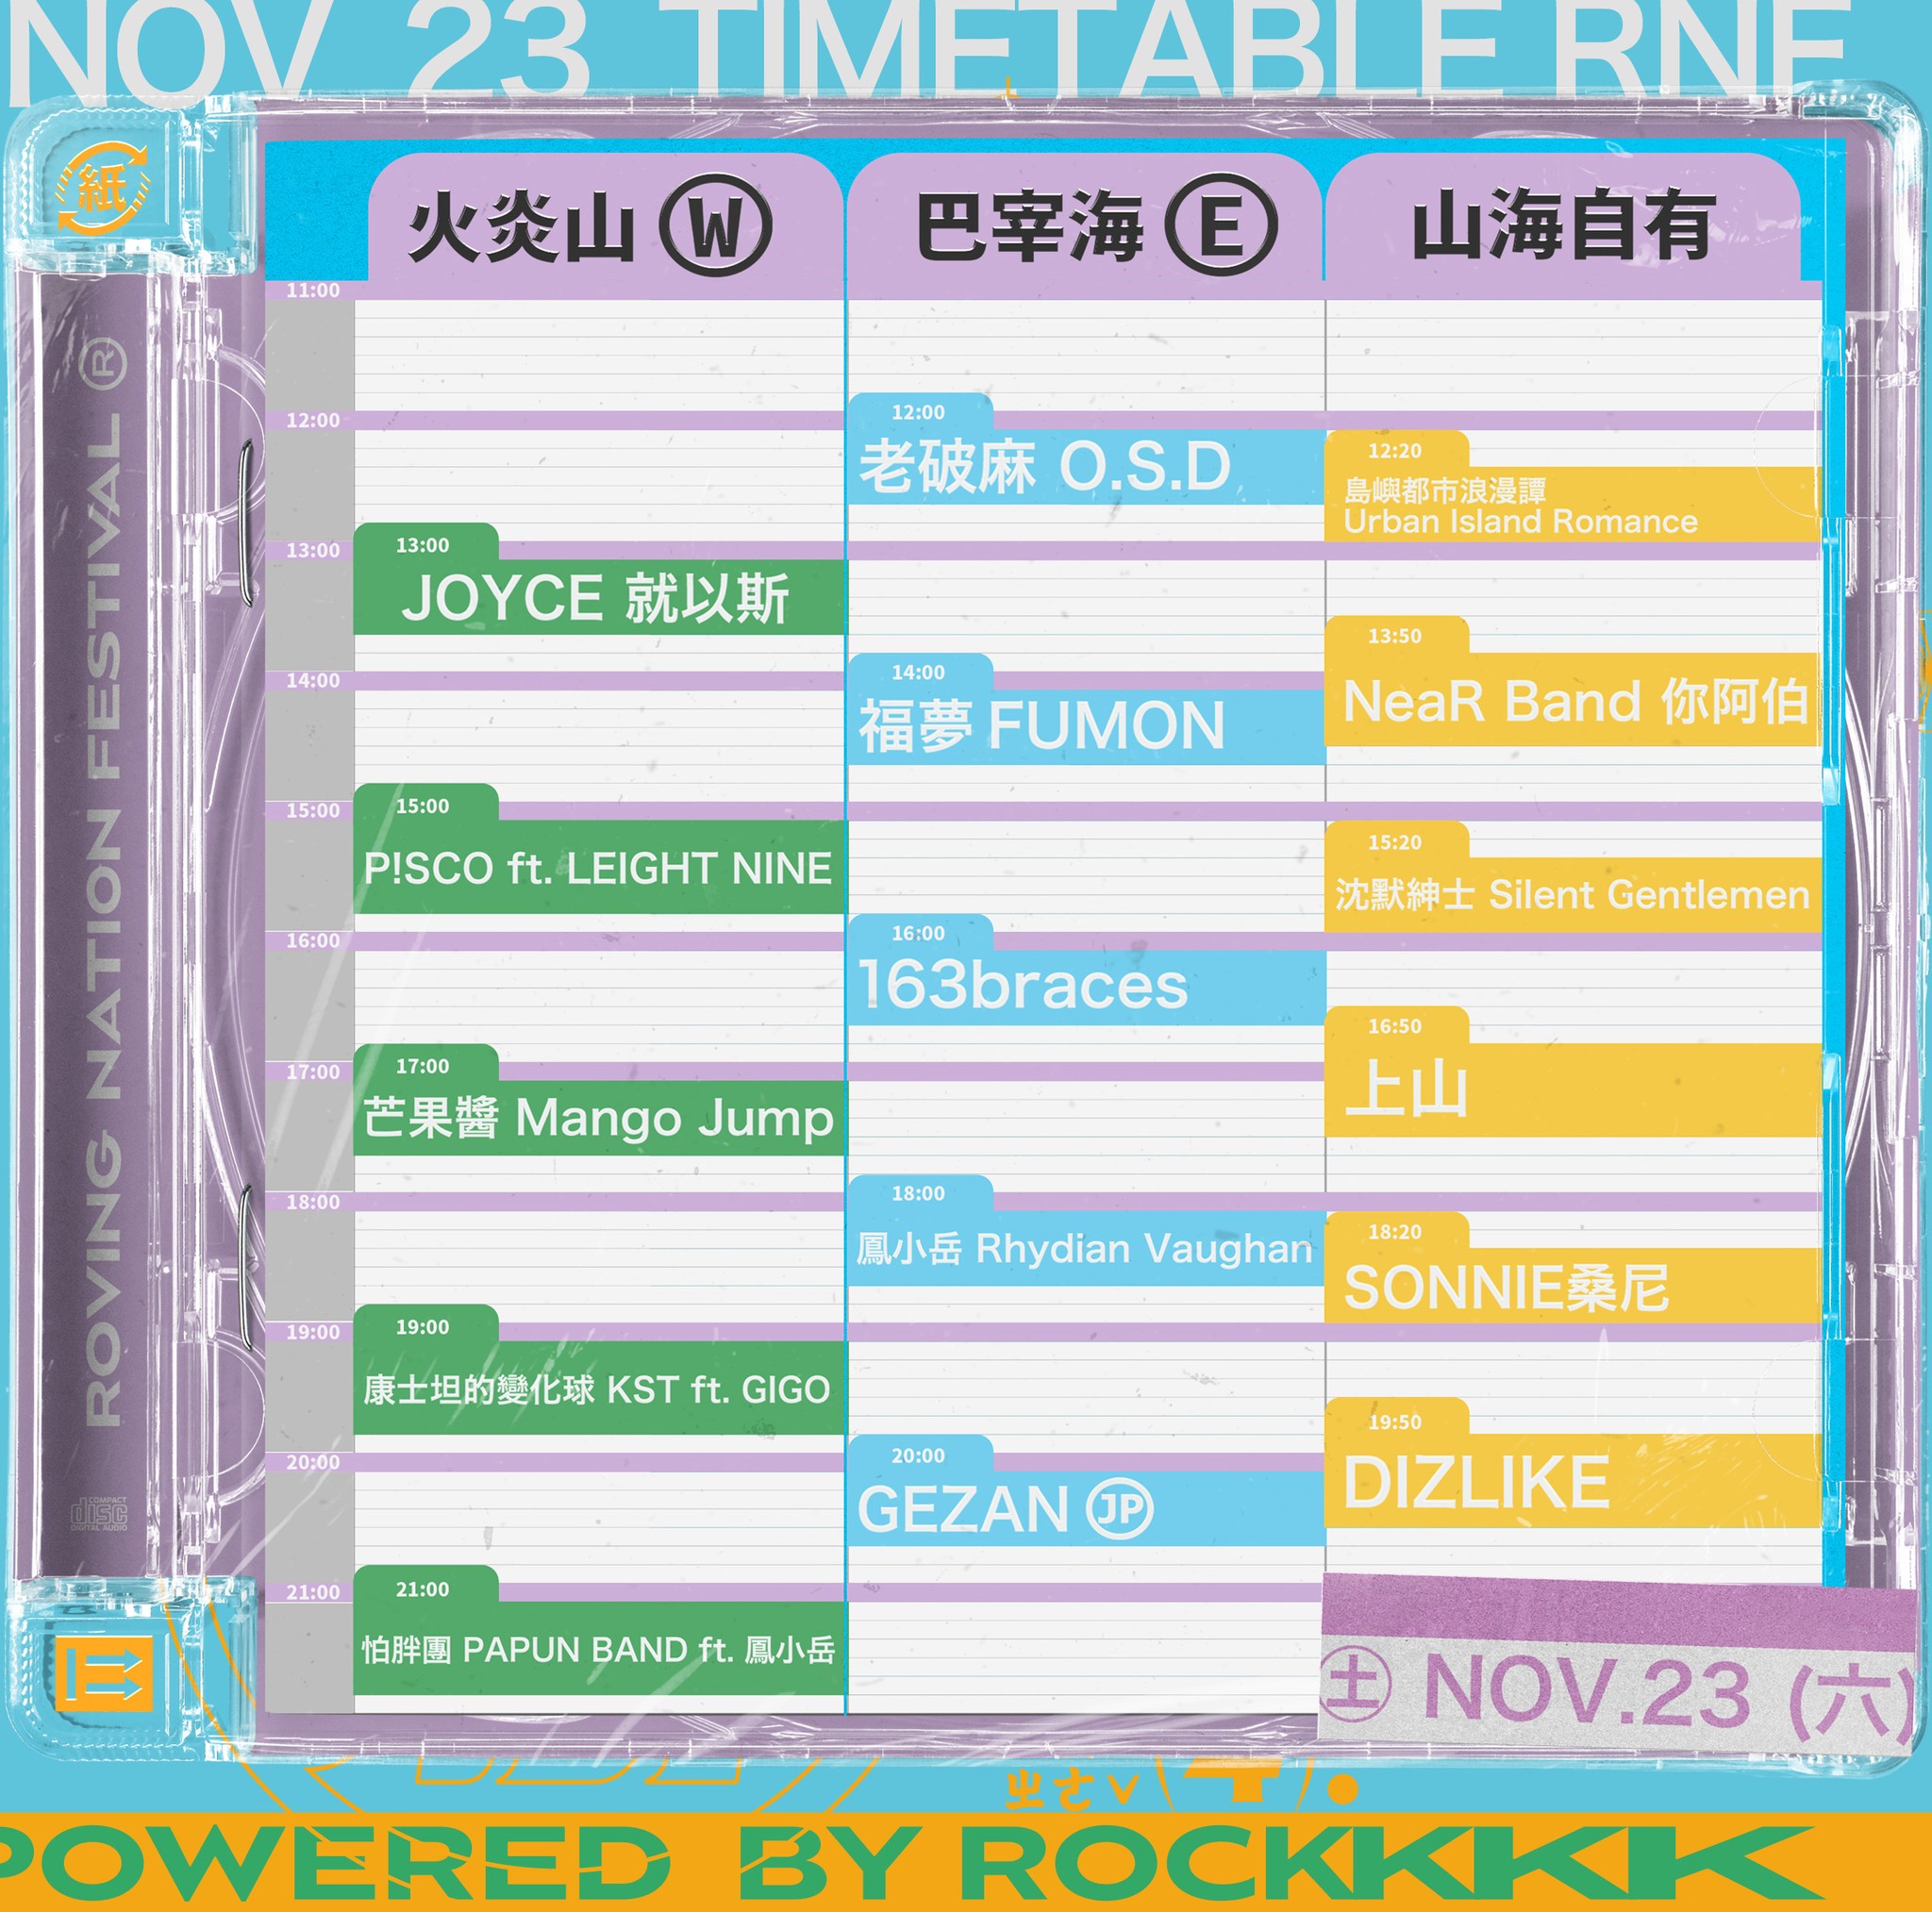 NOV 23 TIMETABLE RNF
紙
火炎山 W
巴宰海 E
山海自有
ROVING NATION FESTIVAL ®
11:00
12:00
12:00
老破麻 O.S.D
12:20
島嶼都市浪漫譚
Urban Island Romance
13:00
13:00
JOYCE 就以斯
13:50
NeaR Band 你阿伯
14:00
14:00
福夢 FUMON
15:00
15:00
P!SCO ft. LEIGHT NINE
15:20
沈默紳士 Silent Gentlemen
16:00
16:00
163braces
16:50
上山
17:00
17:00
芒果醬 Mango Jump
18:00
18:00
鳳小岳 Rhydian Vaughan
18:20
SONNIE桑尼
19:00
19:00
康士坦的變化球 KST ft. GIGO
19:50
DIZLIKE
20:00
20:00
GEZAN JP
21:00
21:00
怕胖團 PAPUN BAND ft. 鳳小岳
COMPACT
disc
DIGITAL AUDIO
土 NOV.23 (六)
POWERED BY ROCKKKK